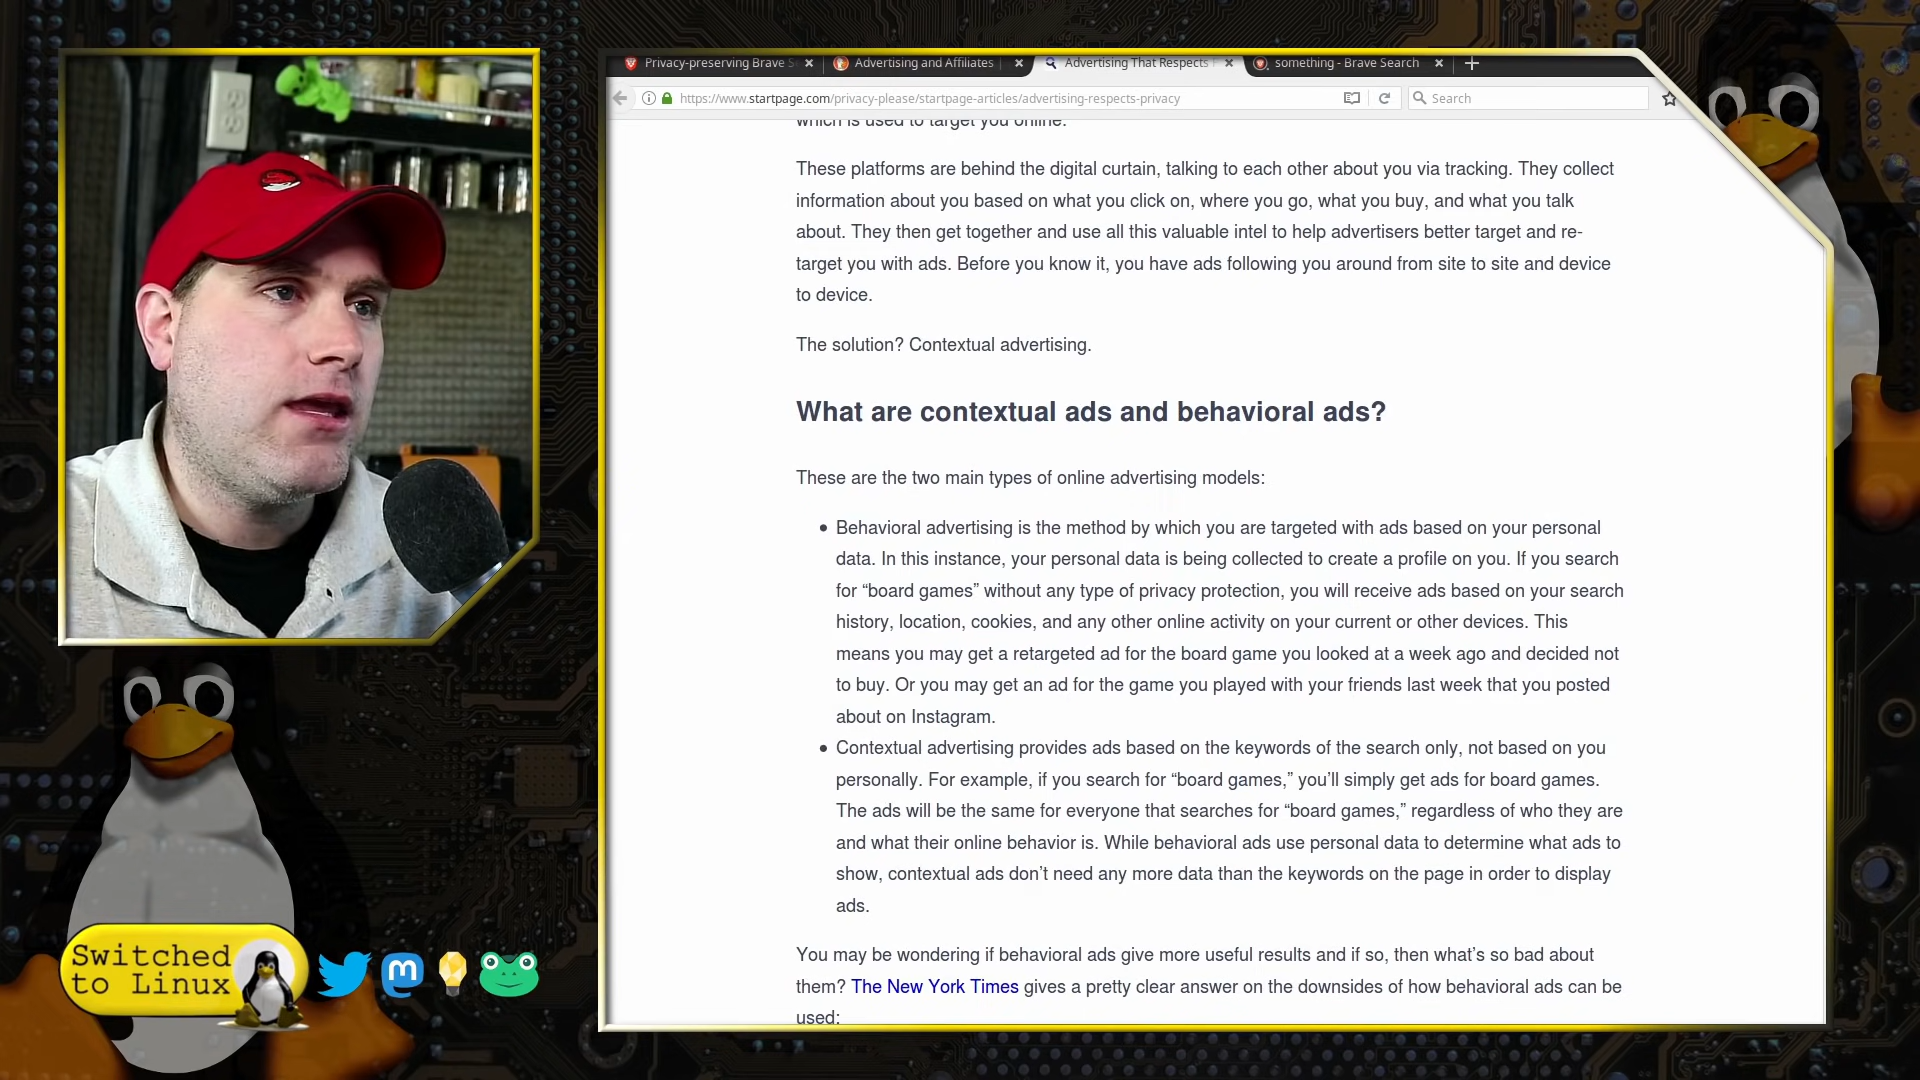 Privacy-preserving Brave S
Advertising and Affiliates
Advertising That Respects
something - Brave Search
https://www.startpage.com/privacy-please/startpage-articles/advertising-respects-privacy
Search
which is used to target you online.
These platforms are behind the digital curtain, talking to each other about you via tracking. They collect
information about you based on what you click on, where you go, what you buy, and what you talk
about. They then get together and use all this valuable intel to help advertisers better target and re-
target you with ads. Before you know it, you have ads following you around from site to site and device
to device.
The solution? Contextual advertising.
What are contextual ads and behavioral ads?
These are the two main types of online advertising models:
• Behavioral advertising is the method by which you are targeted with ads based on your personal
data. In this instance, your personal data is being collected to create a profile on you. If you search
for “board games” without any type of privacy protection, you will receive ads based on your search
history, location, cookies, and any other online activity on your current or other devices. This
means you may get a retargeted ad for the board game you looked at a week ago and decided not
to buy. Or you may get an ad for the game you played with your friends last week that you posted
about on Instagram.
• Contextual advertising provides ads based on the keywords of the search only, not based on you
personally. For example, if you search for “board games,” you’ll simply get ads for board games.
The ads will be the same for everyone that searches for “board games,” regardless of who they are
and what their online behavior is. While behavioral ads use personal data to determine what ads to
show, contextual ads don’t need any more data than the keywords on the page in order to display
ads.
You may be wondering if behavioral ads give more useful results and if so, then what’s so bad about
them? The New York Times gives a pretty clear answer on the downsides of how behavioral ads can be
used:
Switched
to Linux